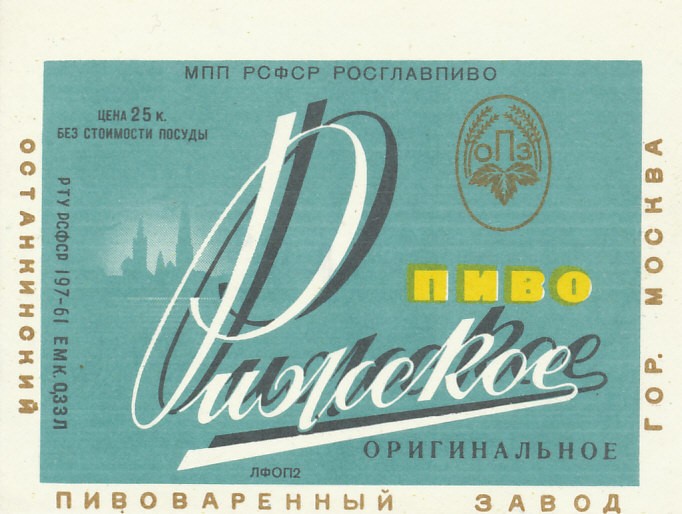 МПП РСФСР РОСГЛАВПИВО
ЦЕНА 25 к.
БЕЗ СТОИМОСТИ ПОСУДЫ
ОПЗ
РТУ РСФСР 197-61 ЕМК. 0,33 Л
ОСТАНКИНСКИЙ
ГОР. МОСКВА
ПИВО
Рижское
ОРИГИНАЛЬНОЕ
ЛФОП2
ПИВОВАРЕННЫЙ ЗАВОД